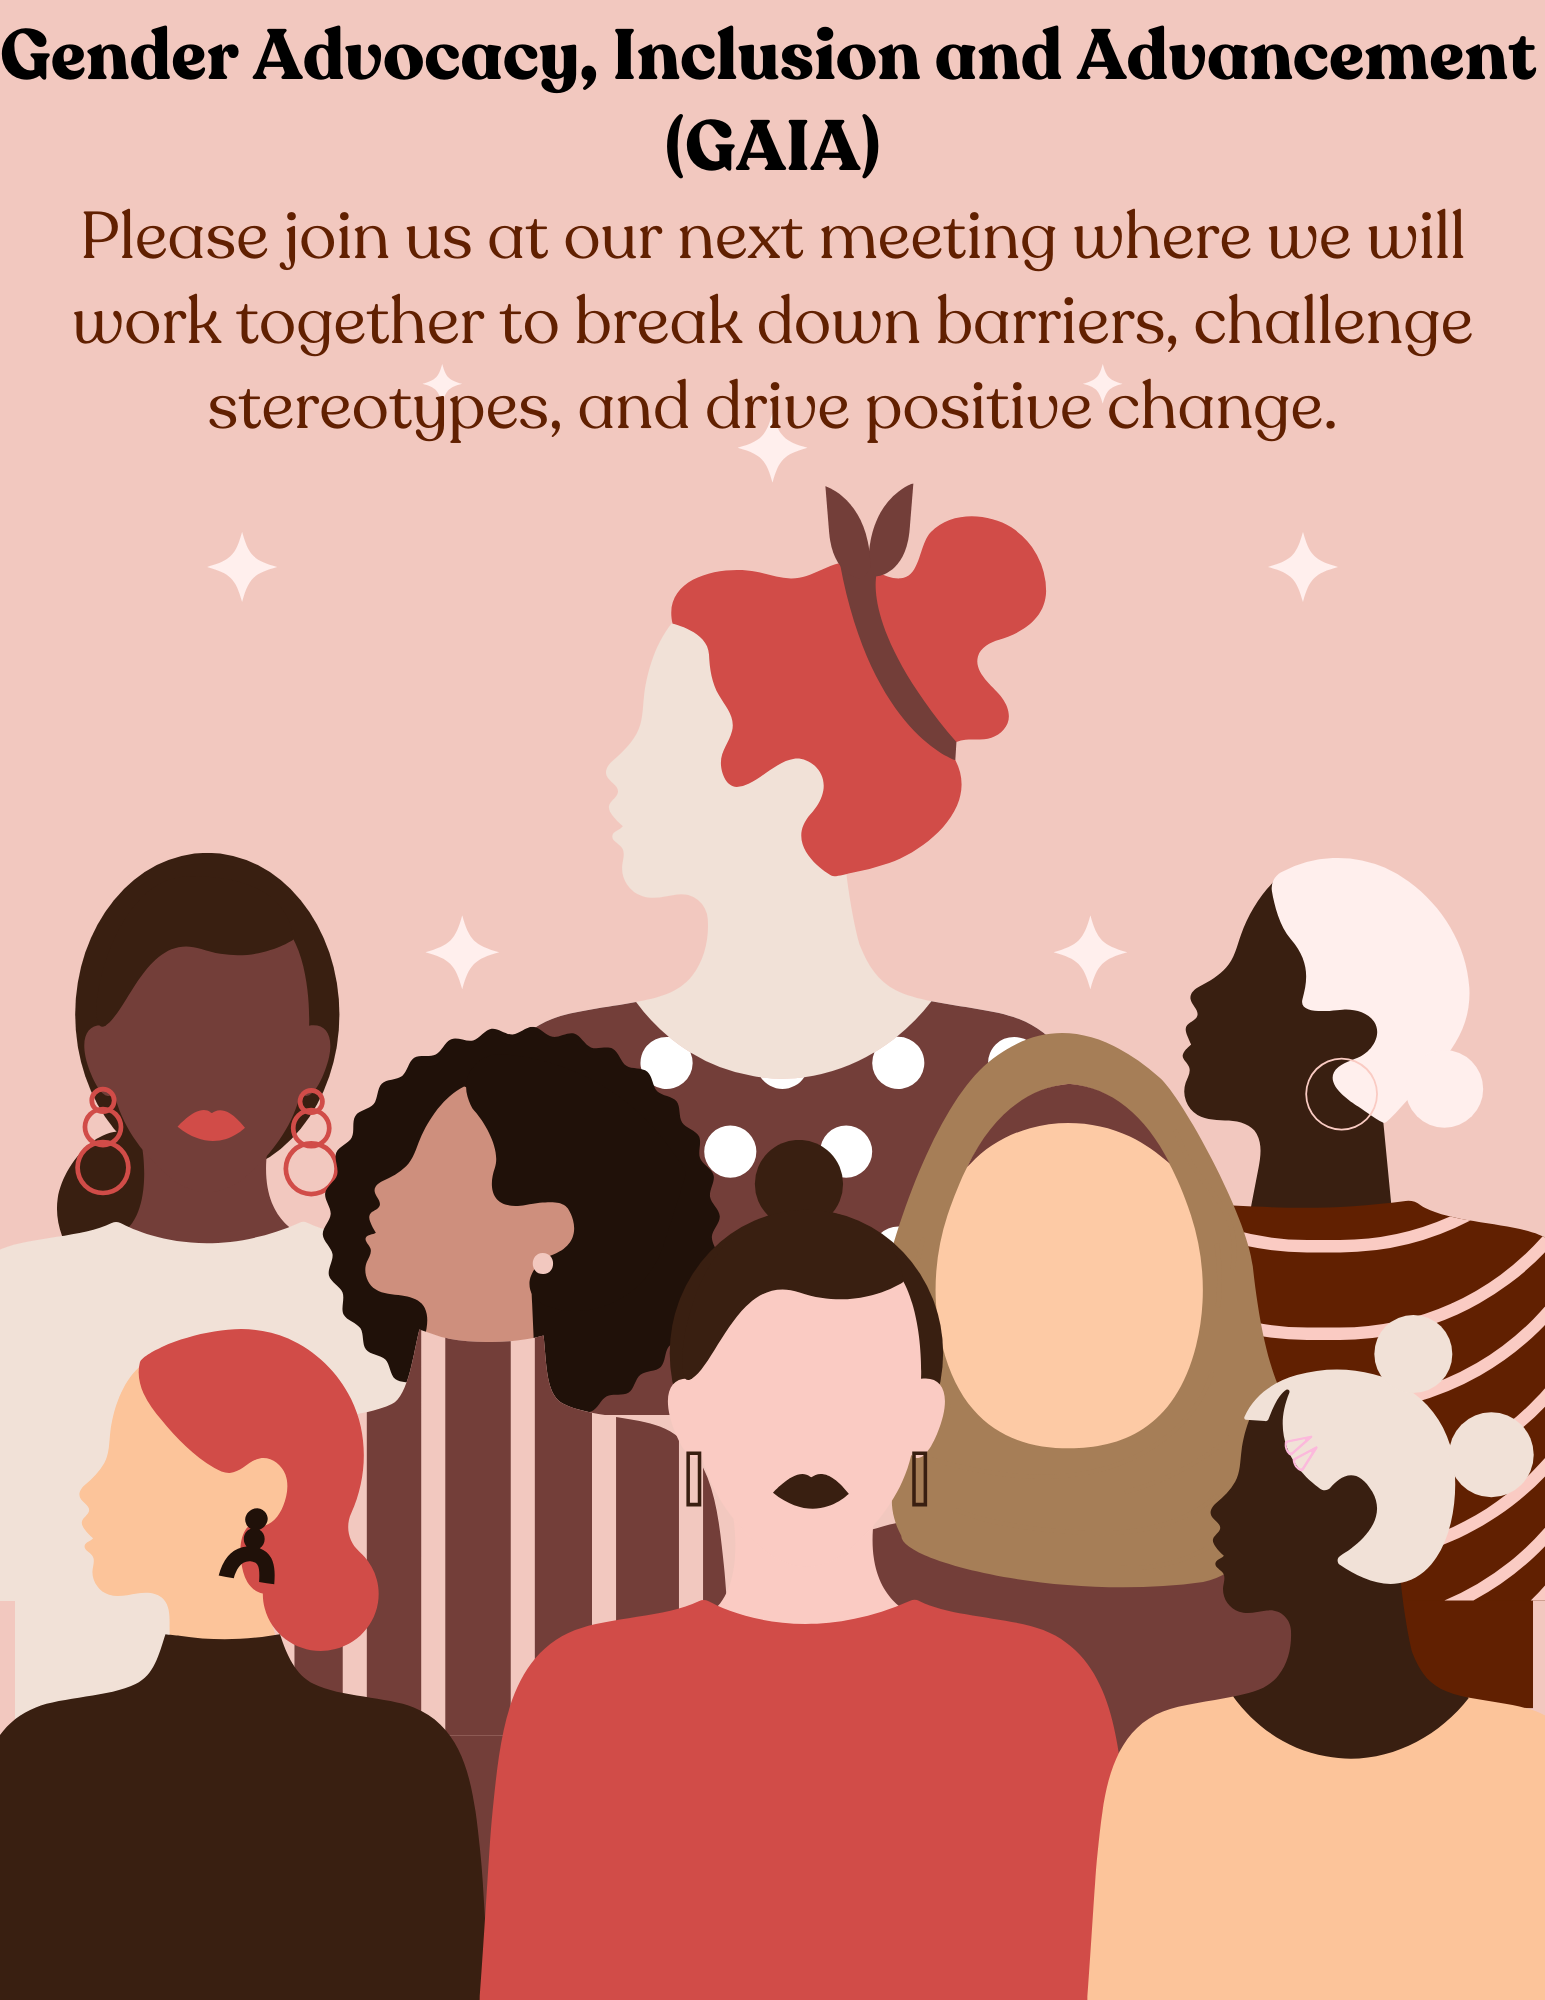 Gender Advocacy, Inclusion and Advancement
(GAIA)
Please join us at our next meeting where we will
work together to break down barriers, challenge
stereotypes, and drive positive change.